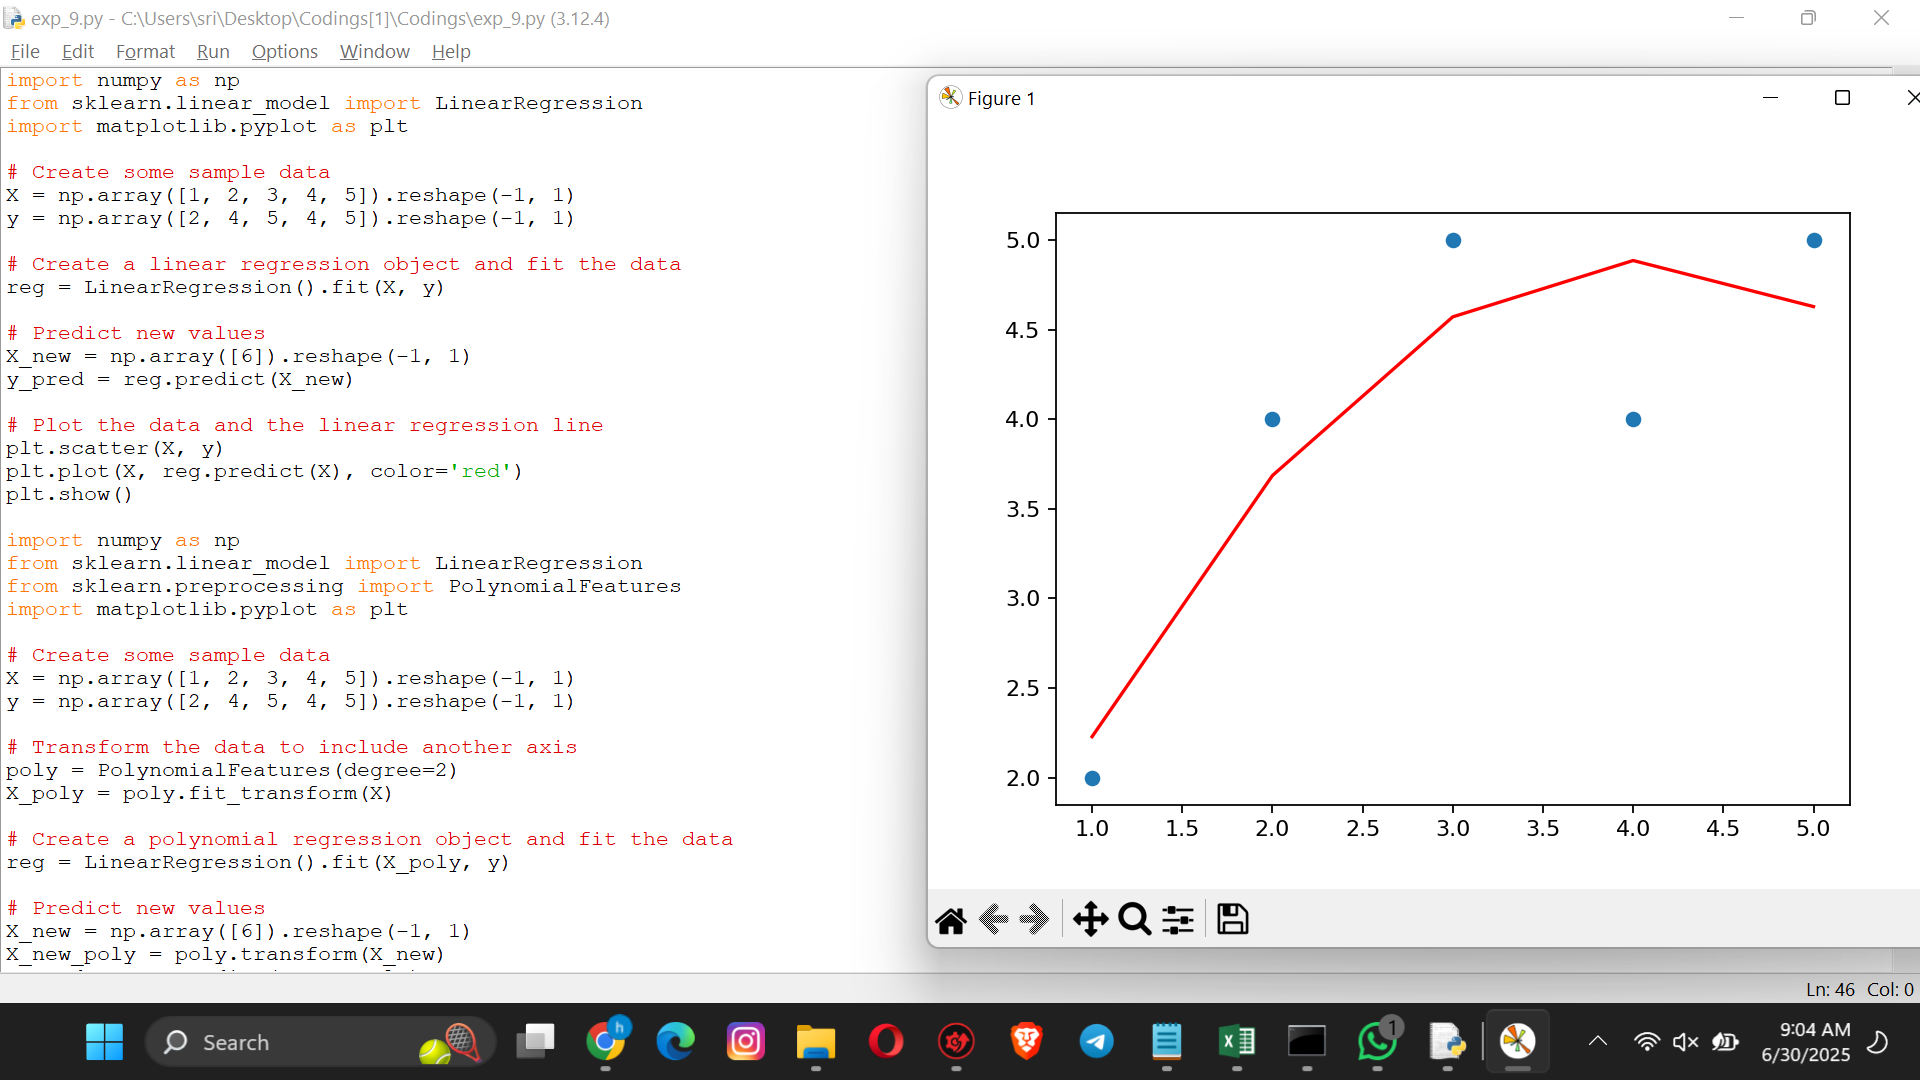 exp_9.py - C:\Users\sri\Desktop\Codings[1]\Codings\exp_9.py (3.12.4)
File Edit Format Run Options Window Help
import numpy as np
from sklearn.linear_model import LinearRegression
import matplotlib.pyplot as plt
# Create some sample data
X = np.array([1, 2, 3, 4, 5]).reshape(-1, 1)
y = np.array([2, 4, 5, 4, 5]).reshape(-1, 1)
# Create a linear regression object and fit the data
reg = LinearRegression().fit(X, y)
# Predict new values
X_new = np.array([6]).reshape(-1, 1)
y_pred = reg.predict(X_new)
# Plot the data and the linear regression line
plt.scatter(X, y)
plt.plot(X, reg.predict(X), color='red')
plt.show()
import numpy as np
from sklearn.linear_model import LinearRegression
from sklearn.preprocessing import PolynomialFeatures
import matplotlib.pyplot as plt
# Create some sample data
X = np.array([1, 2, 3, 4, 5]).reshape(-1, 1)
y = np.array([2, 4, 5, 4, 5]).reshape(-1, 1)
# Transform the data to include another axis
poly = PolynomialFeatures(degree=2)
X_poly = poly.fit_transform(X)
# Create a polynomial regression object and fit the data
reg = LinearRegression().fit(X_poly, y)
# Predict new values
X_new = np.array([6]).reshape(-1, 1)
X_new_poly = poly.transform(X_new)
Figure 1
5.0
4.5
4.0
3.5
3.0
2.5
2.0
1.0 1.5 2.0 2.5 3.0 3.5 4.0 4.5 5.0
Ln: 46 Col: 0
Search
h
1
9:04 AM
6/30/2025